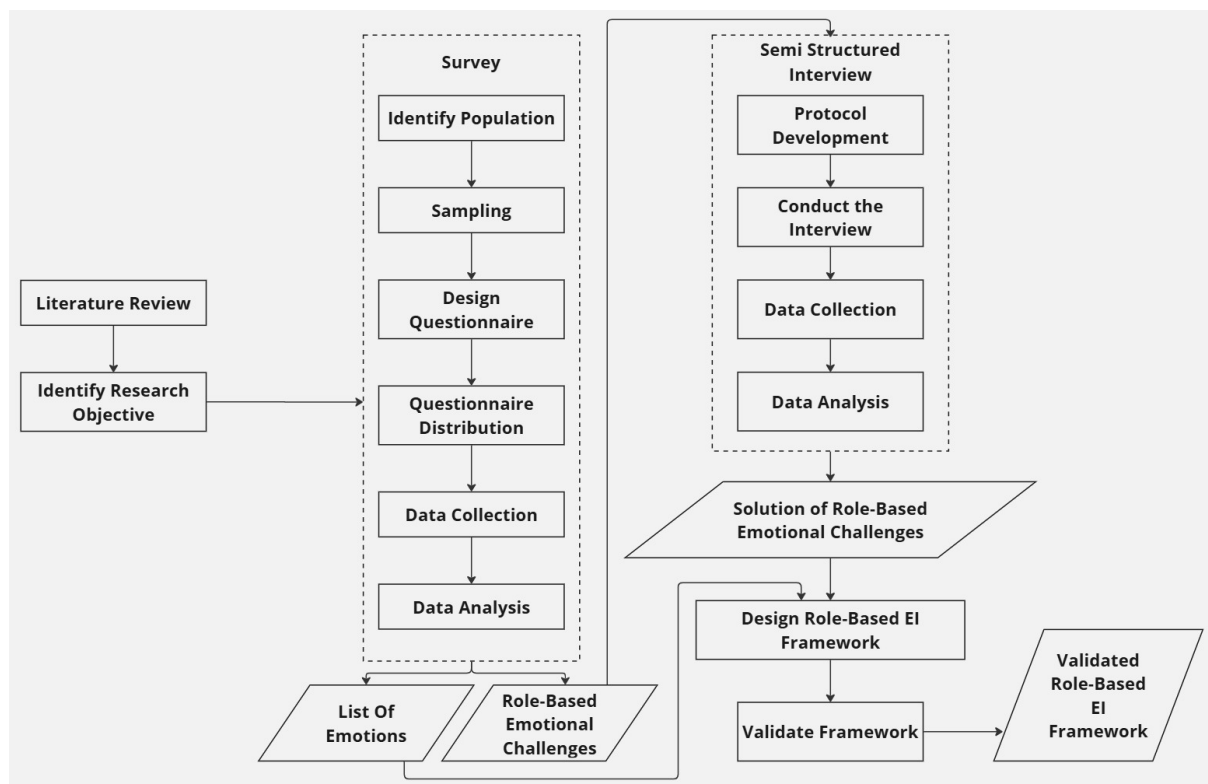 Literature Review
Identify Research
Objective
Survey
Identify Population
Sampling
Design
Questionnaire
Questionnaire
Distribution
Data Collection
Data Analysis
List Of
Emotions
Role-Based
Emotional
Challenges
Semi Structured
Interview
Protocol
Development
Conduct the
Interview
Data Collection
Data Analysis
Solution of Role-Based
Emotional Challenges
Design Role-Based EI
Framework
Validate Framework
Validated
Role-Based
EI
Framework